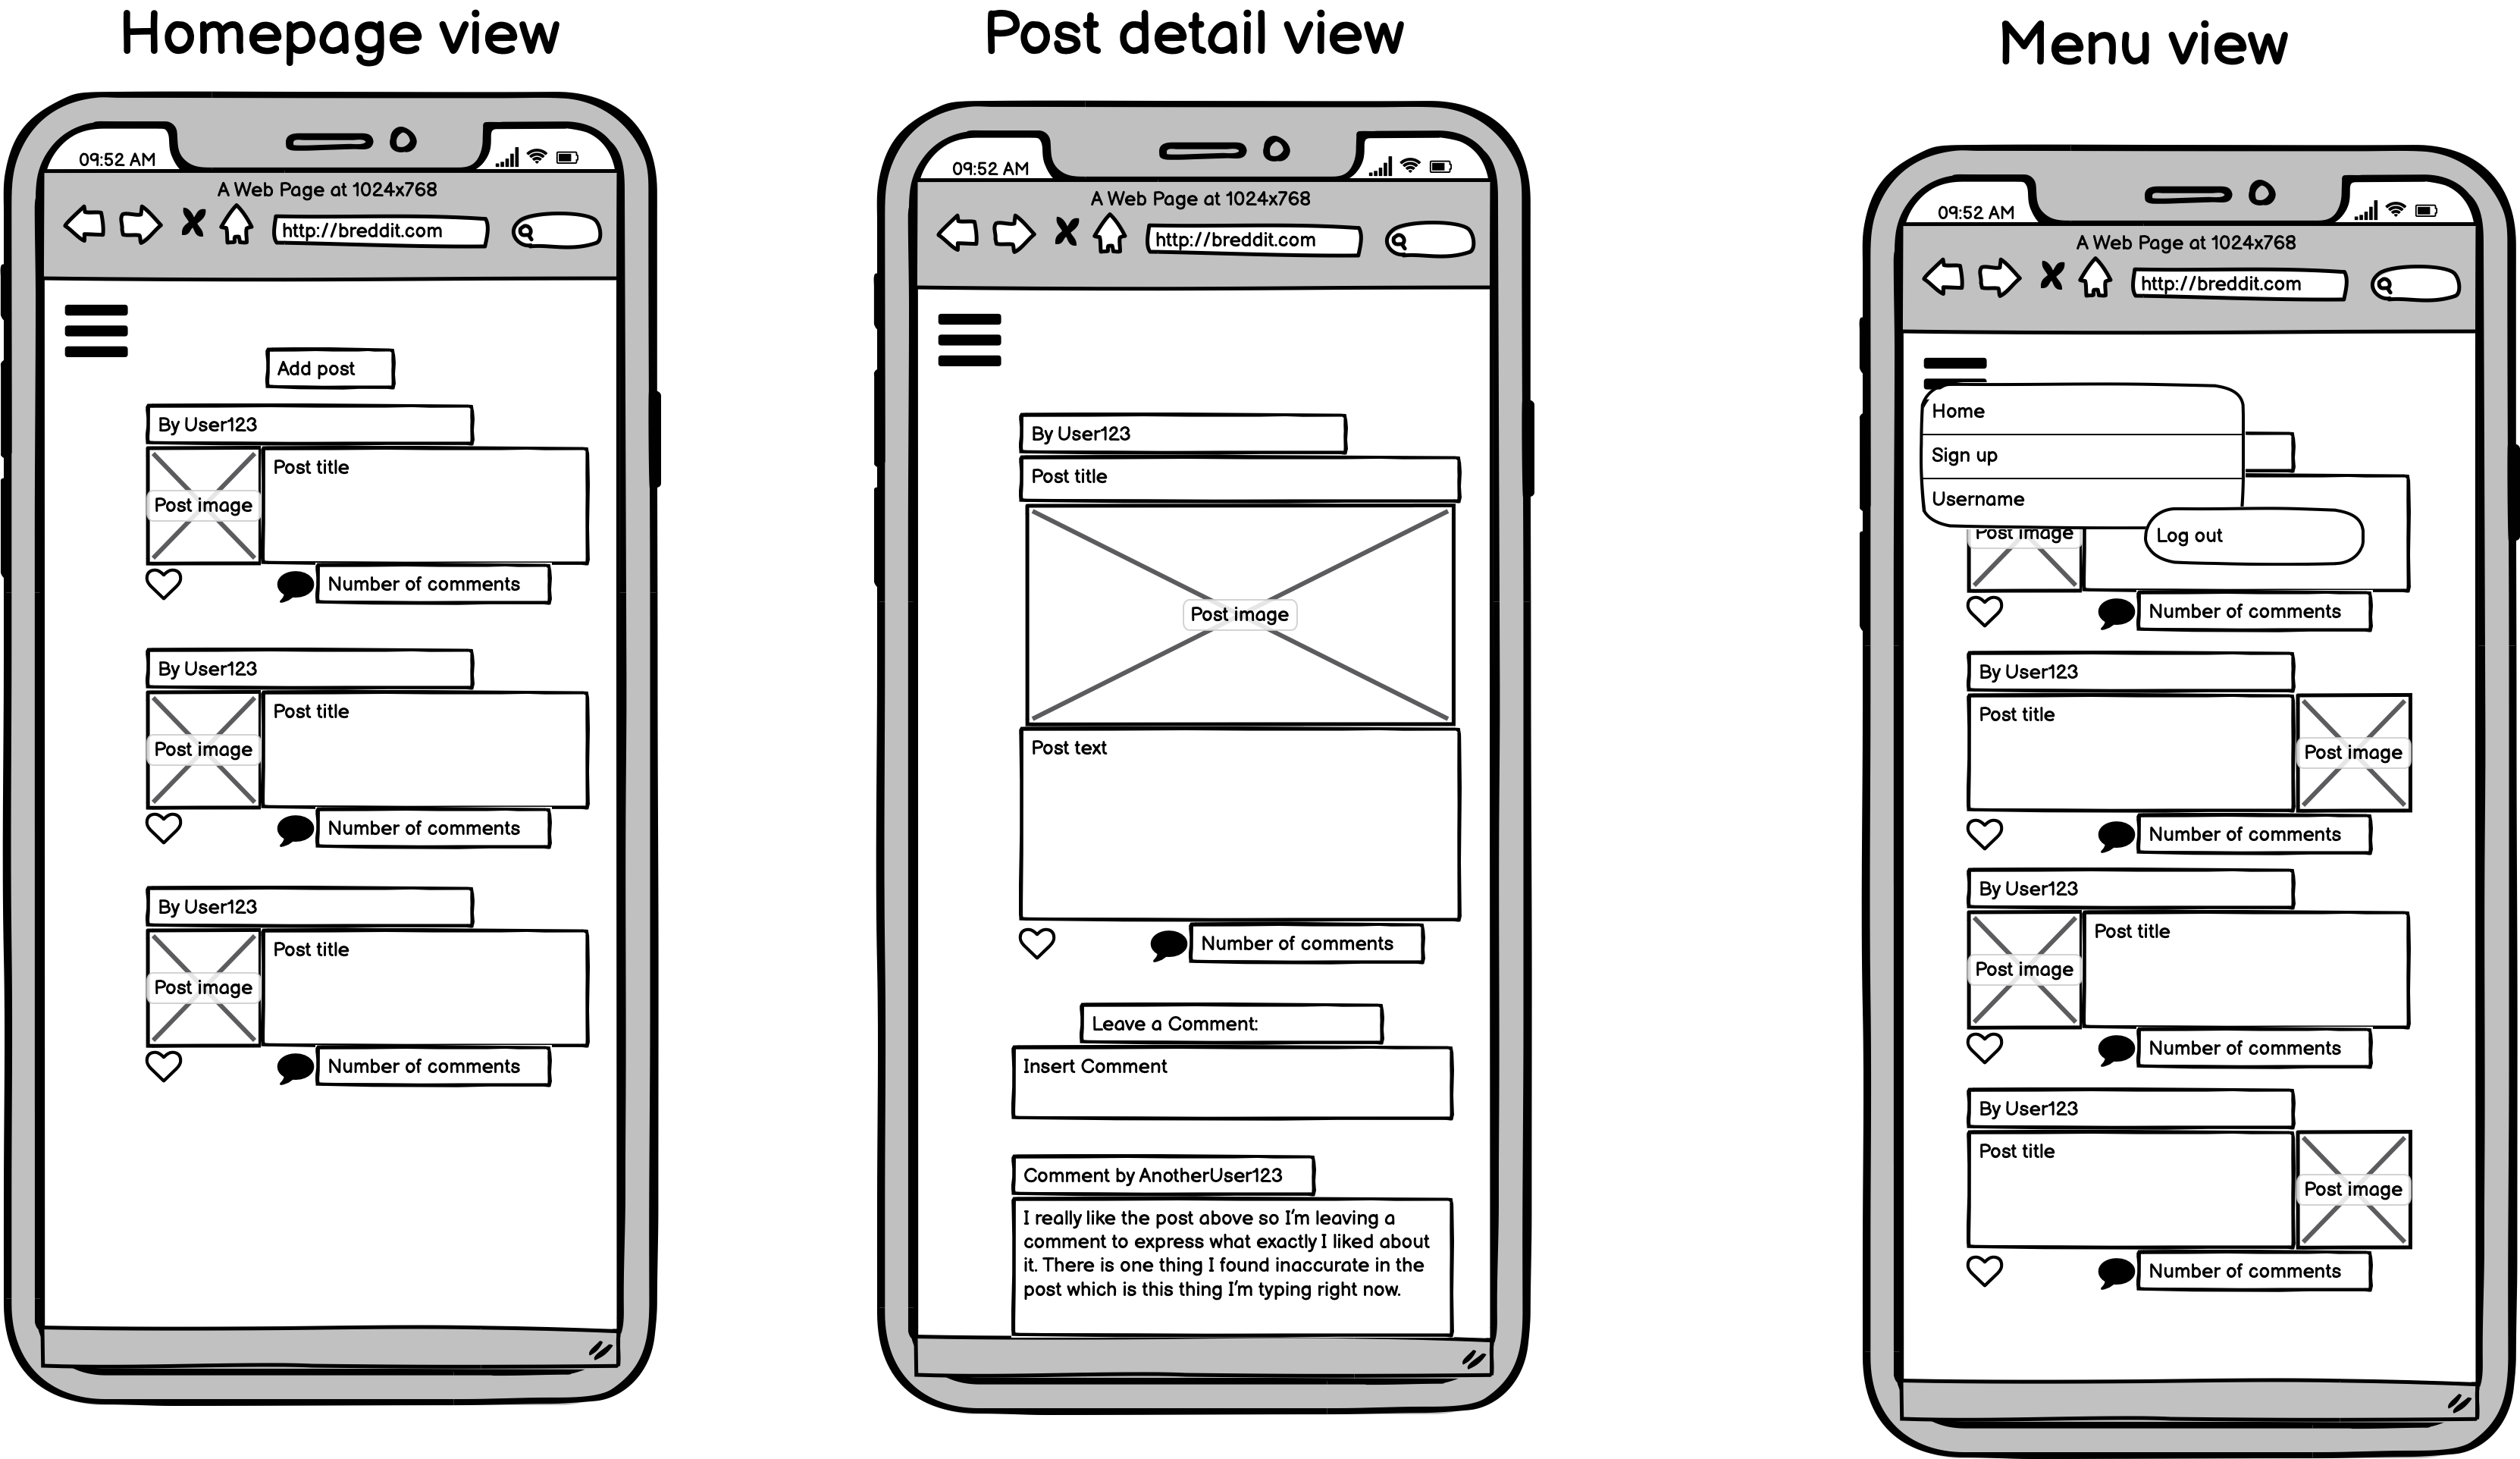 Homepage view
09:52 AM
A Web Page at 1024x768
http://breddit.com
Add post
By User123
Post title
Post image
Number of comments
By User123
Post title
Post image
Number of comments
By User123
Post title
Post image
Number of comments
Post detail view
09:52 AM
A Web Page at 1024x768
http://breddit.com
By User123
Post title
Post image
Post text
Number of comments
Leave a Comment:
Insert Comment
Comment by AnotherUser123
I really like the post above so I'm leaving a
comment to express what exactly I liked about
it. There is one thing I found inaccurate in the
post which is this thing I'm typing right now.
Menu view
09:52 AM
A Web Page at 1024x768
http://breddit.com
Home
Sign up
Username
Log out
Post image
Number of comments
By User123
Post title
Post image
Number of comments
By User123
Post title
Post image
Number of comments
By User123
Post title
Post image
Number of comments